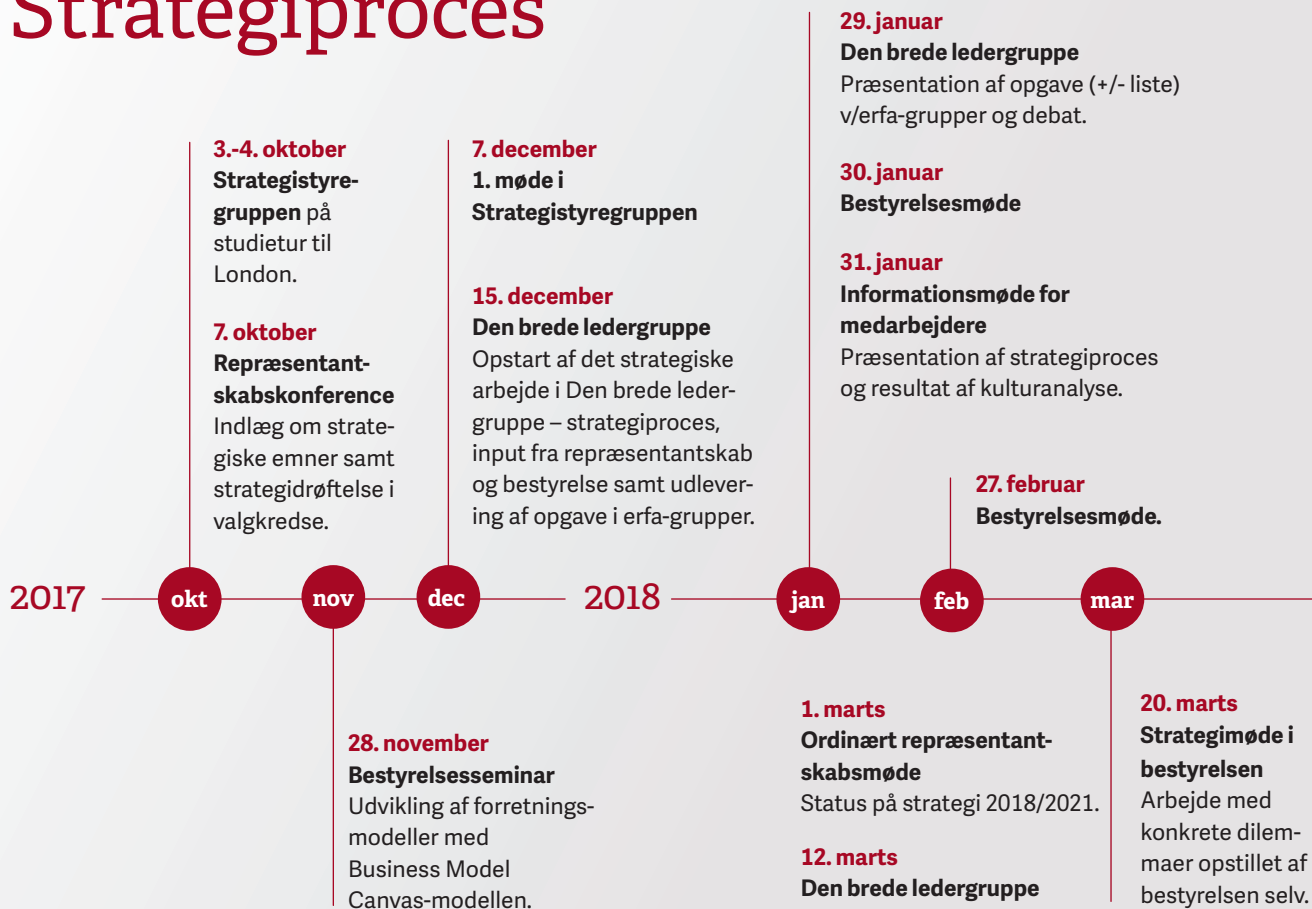 Strategiproces
3.-4. oktober
Strategistyre-
gruppen på
studietur til
London.
7. oktober
Repræsentant-
skabskonference
Indlæg om strate-
giske emner samt
strategidrøftelse i
valgkredse.
7. december
1. møde i
Strategistyregruppen
15. december
Den brede ledergruppe
Opstart af det strategiske
arbejde i Den brede leder-
gruppe – strategiproces,
input fra repræsentantskab
og bestyrelse samt udlever-
ing af opgave i erfa-grupper.
29. januar
Den brede ledergruppe
Præsentation af opgave (+/- liste)
v/erfa-grupper og debat.
30. januar
Bestyrelsesmøde
31. januar
Informationsmøde for
medarbejdere
Præsentation af strategiproces
og resultat af kulturanalyse.
27. februar
Bestyrelsesmøde.
2017 okt nov dec 2018 jan feb mar
28. november
Bestyrelsesseminar
Udvikling af forretnings-
modeller med
Business Model
Canvas-modellen.
1. marts
Ordinært repræsentant-
skabsmøde
Status på strategi 2018/2021.
12. marts
Den brede ledergruppe
20. marts
Strategimøde i
bestyrelsen
Arbejde med
konkrete dilem-
maer opstillet af
bestyrelsen selv.